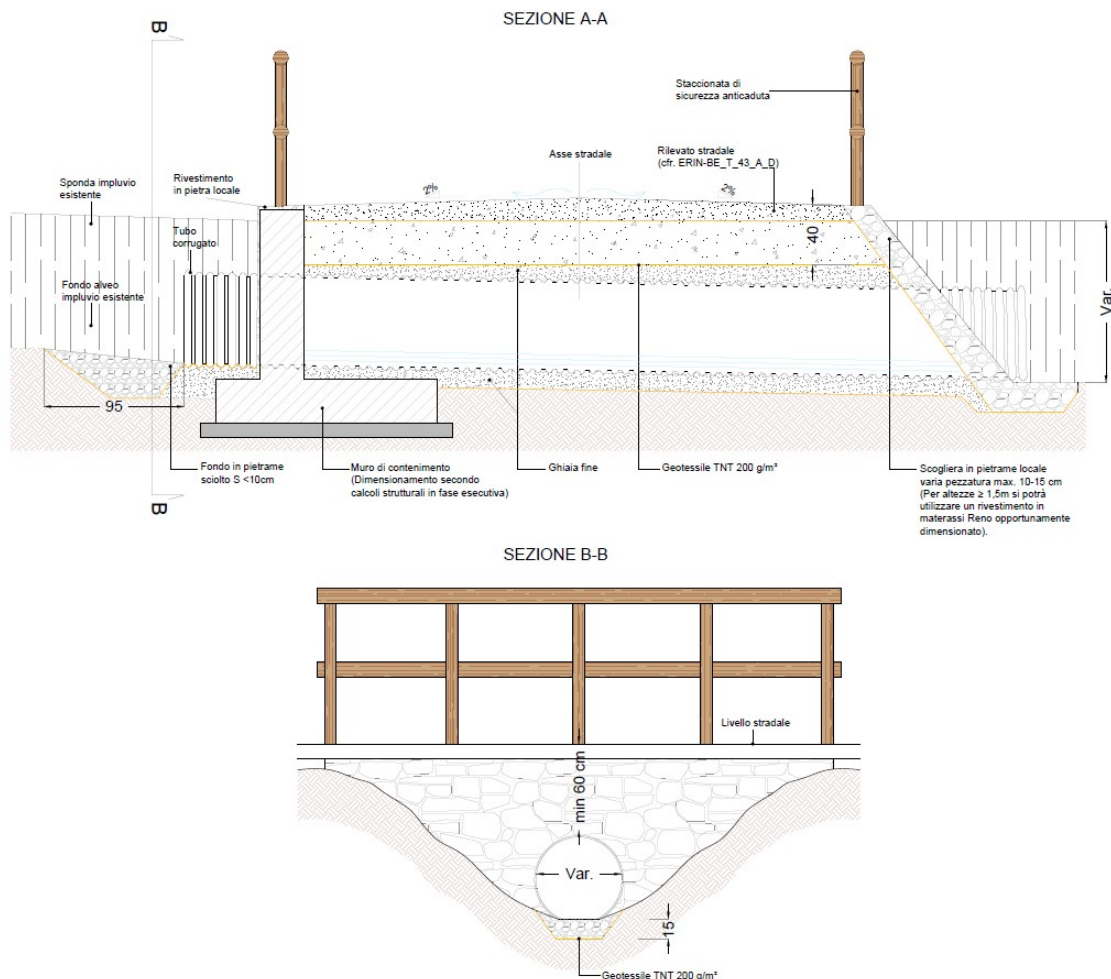 SEZIONE A-A
B
Staccionata di
sicurezza anticaduta
Asse stradale
Rilevato stradale
(cfr. ERIN-BE_T_43_A_D)
Rivestimento
in pietra locale
Sponda impluvio
esistente
2%
2%
Tubo
corrugato
40
Fondo alveo
impluvio esistente
Var.
95
Fondo in pietrame
sciolto S <10cm
Muro di contenimento
(Dimensionamento secondo
calcoli strutturali in fase esecutiva)
Ghiaia fine
Geotessile TNT 200 g/m²
Scogliera in pietrame locale
varia pezzatura max. 10-15 cm
(Per altezze ≥ 1,5m si potrà
utilizzare un rivestimento in
materassi Reno opportunamente
dimensionato).
B
SEZIONE B-B
Livello stradale
min 60 cm
Var.
15
Geotessile TNT 200 g/m²